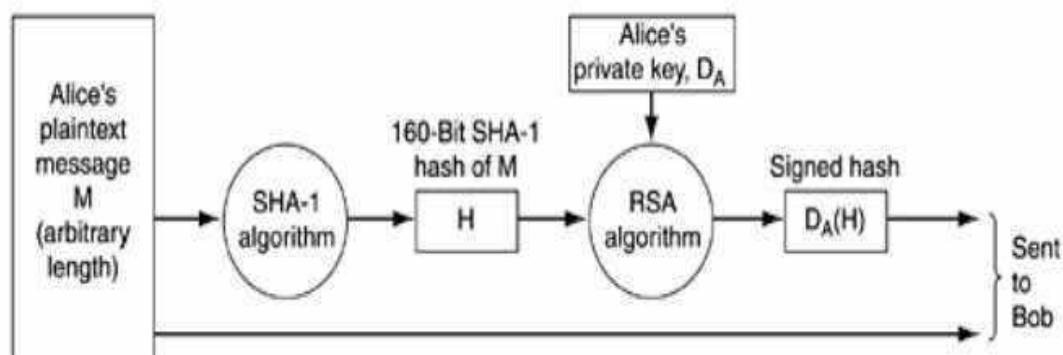 Alice's
plaintext
message
M
(arbitrary
length)
SHA-1
algorithm
160-Bit SHA-1
hash of M
H
Alice's
private key, D_A
RSA
algorithm
Signed hash
D_A(H)
Sent
to
Bob